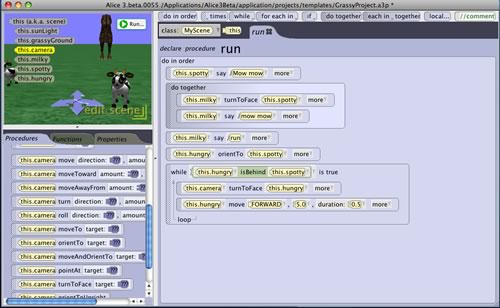 Alice 3.beta.0055 /Applications/Alice3Beta/application/projects/templates/GrassyProject.a3p *
this (a.k.a. scene)
this.sunLight
this.grassyGround
this.camera
this.milky
this.spotty
this.hungry
Run...
edit scene
Procedures Functions Properties
this.camera move direction: ??? , amou
this.camera moveToward amount: ???
this.camera moveAwayFrom amount: ???
this.camera turn direction: ??? , amou
this.camera roll direction: ??? , amou
this.camera moveTo target: ???
this.camera orientTo target: ???
this.camera moveAndOrientTo target: ???
this.camera pointAt target: ???
this.camera turnToFace target: ???
this.camera orientToUpright
do in order times while for each in if do together each in together local... //comment
class: MyScene this run
declare procedure run
do in order
this.spotty say Mow mow more
do together
this.milky turnToFace this.spotty more
this.milky say mow mow more
this.milky say run more
this.hungry orientTo this.spotty more
while this.hungry isBehind this.spotty is true
this.camera turnToFace this.hungry more
this.hungry move FORWARD , 5.0 , duration: 0.5 more
loop